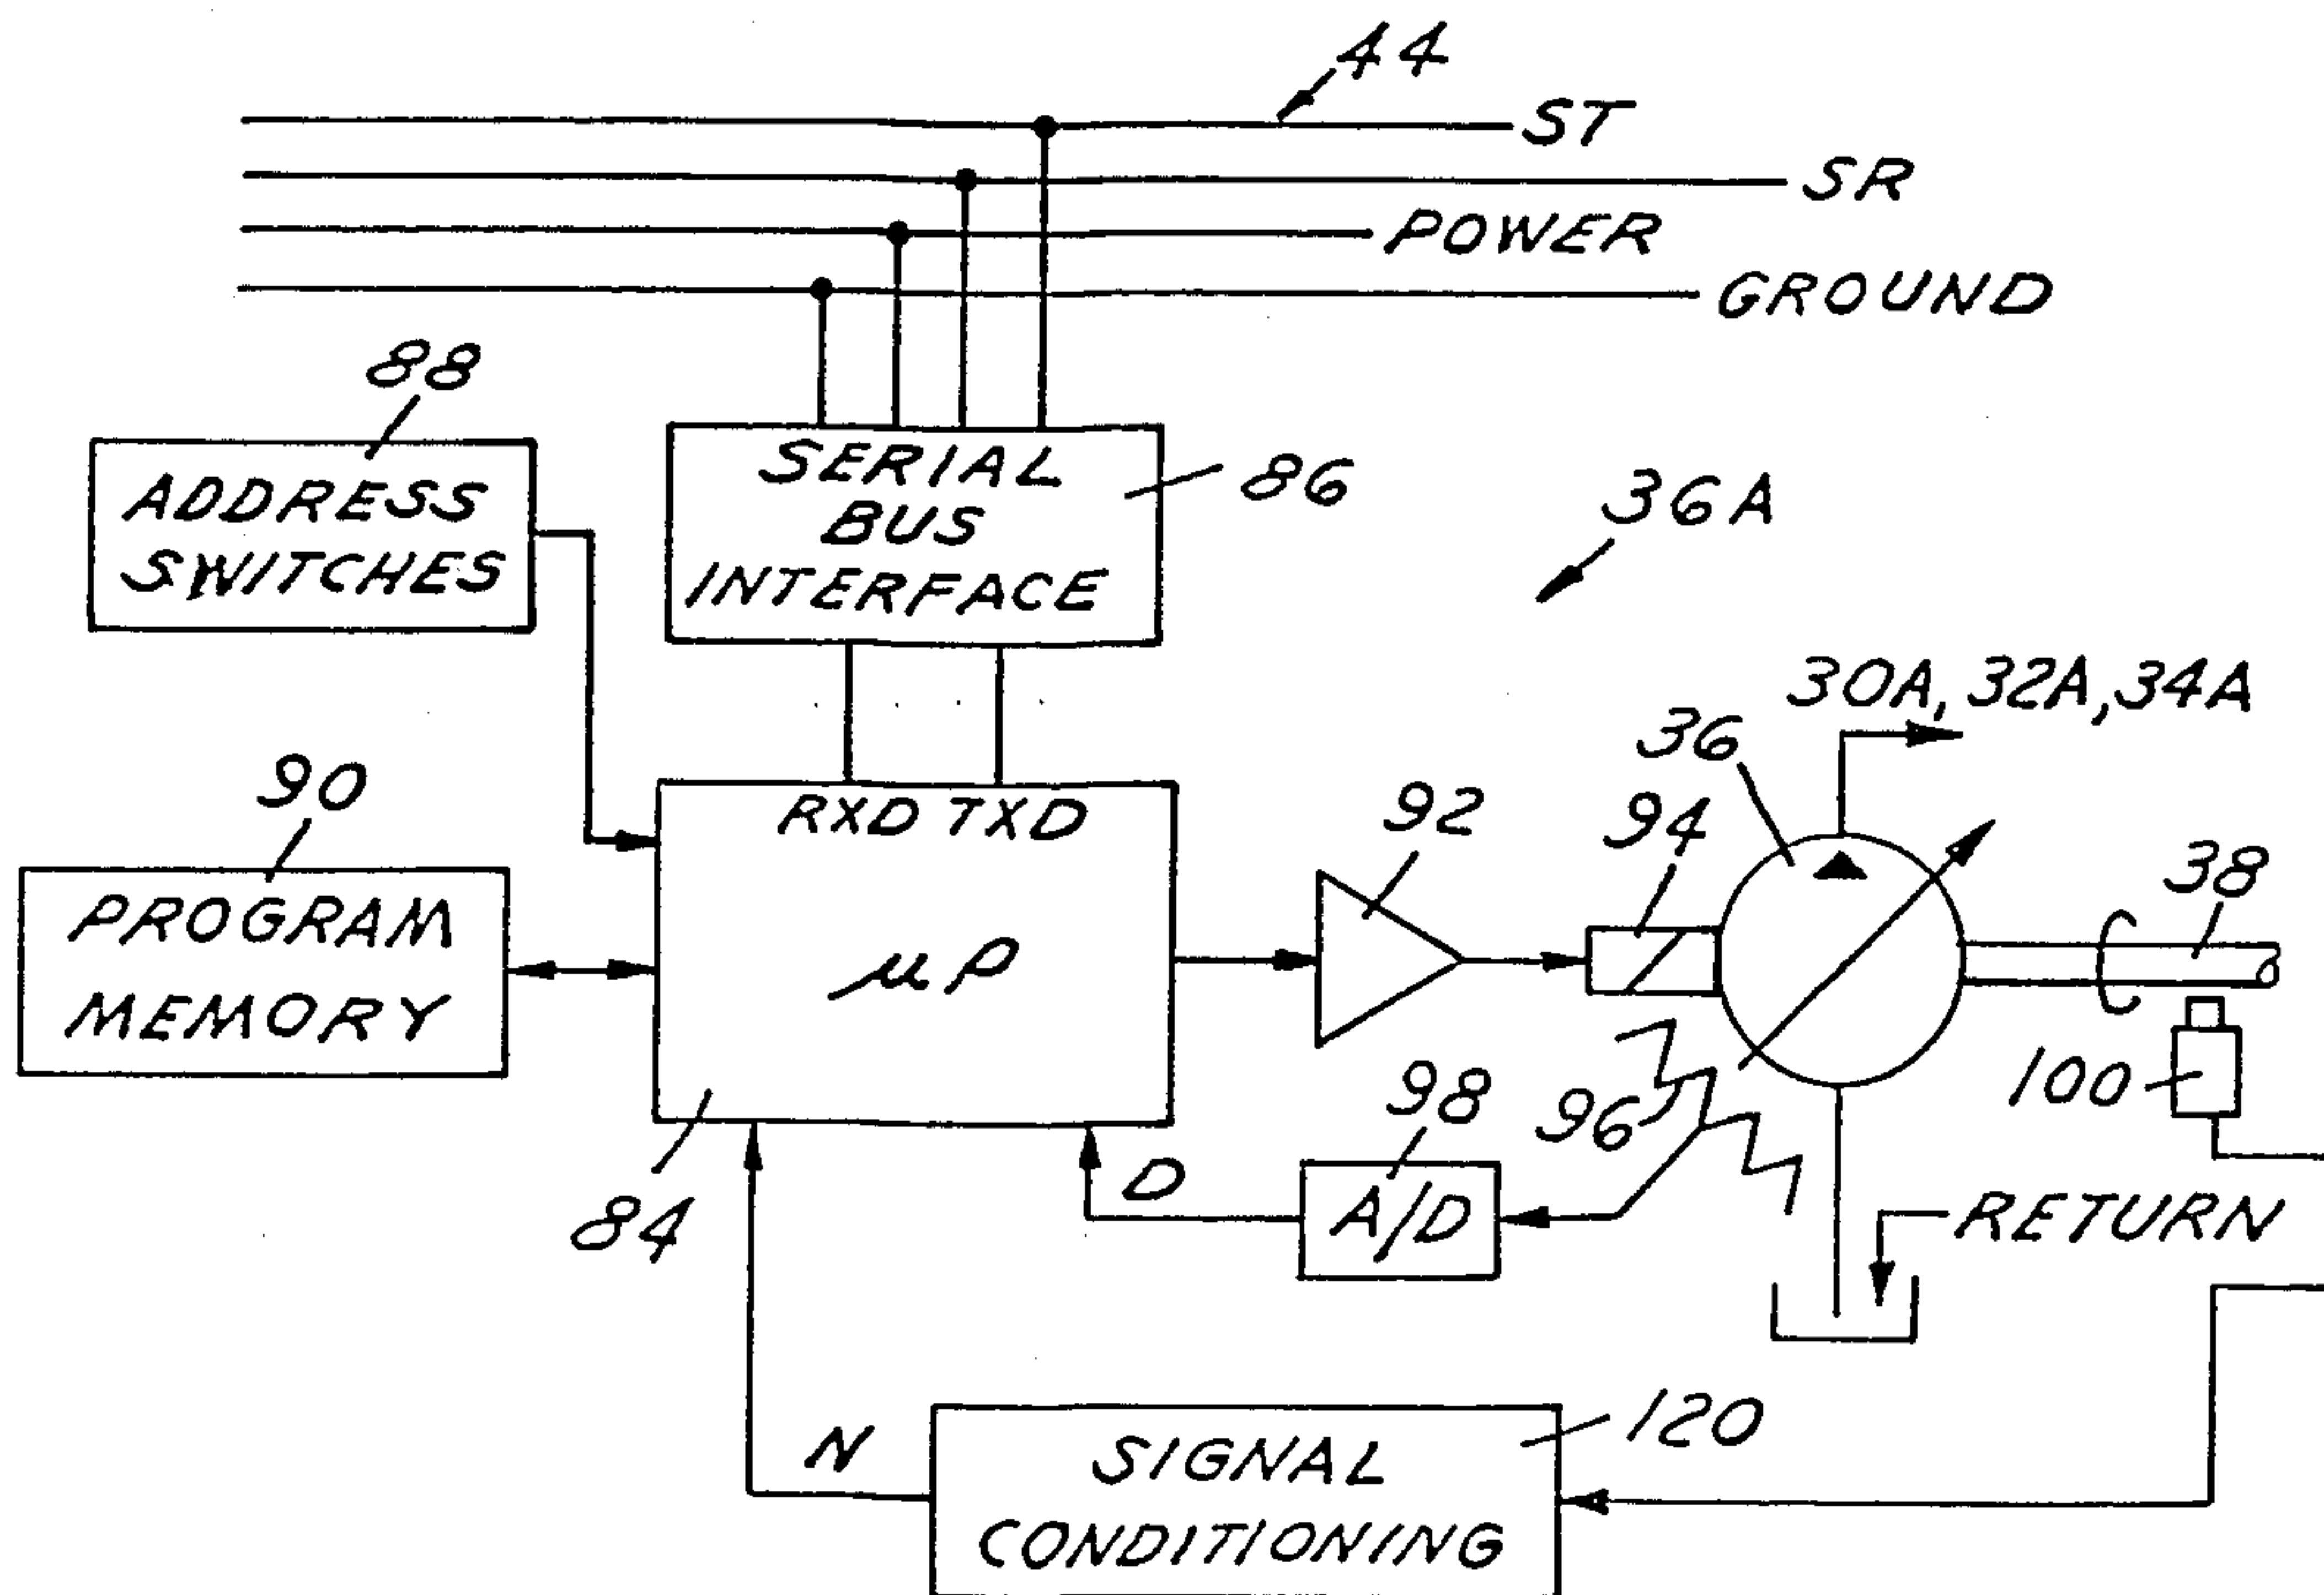 44
ST
SR
POWER
GROUND
88
ADDRESS
SWITCHES
SERIAL
BUS
INTERFACE
86
36A
30A, 32A, 34A
36
90
PROGRAM
MEMORY
RXD TXD
μP
84
92
94
38
96
98
A/D
D
100
RETURN
N
120
SIGNAL
CONDITIONING